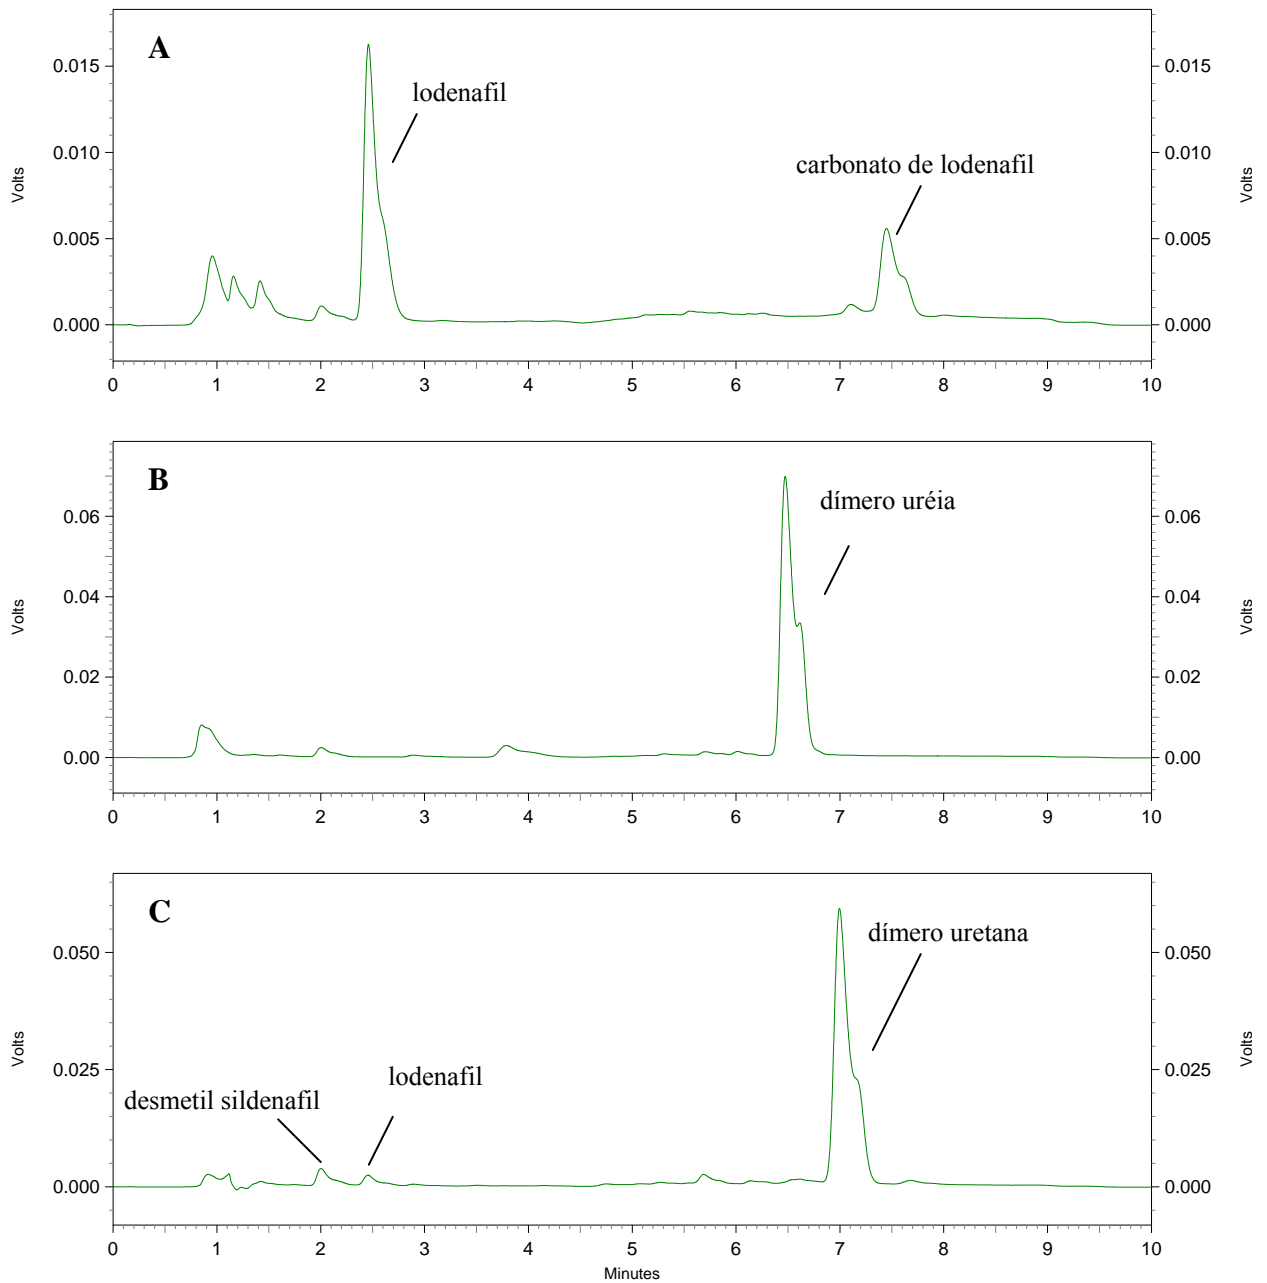 A
lodenafil
carbonato de lodenafil
0.015 0.015
0.010 0.010
0.005 0.005
0.000 0.000
Volts Volts
0 1 2 3 4 5 6 7 8 9 10
B
dímero uréia
0.06 0.06
0.04 0.04
0.02 0.02
0.00 0.00
Volts Volts
0 1 2 3 4 5 6 7 8 9 10
C
dímero uretana
lodenafil
desmetil sildenafil
0.050 0.050
0.025 0.025
0.000 0.000
Volts Volts
0 1 2 3 4 5 6 7 8 9 10
Minutes